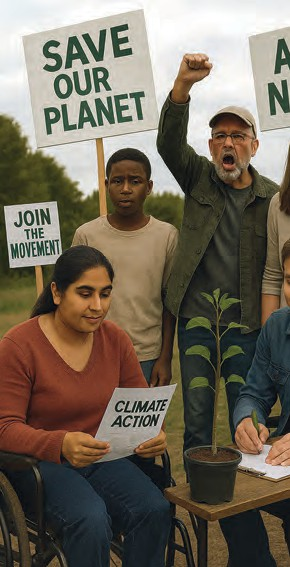 SAVE
OUR
PLANET
A
N
JOIN
THE
MOVEMENT
CLIMATE
ACTION